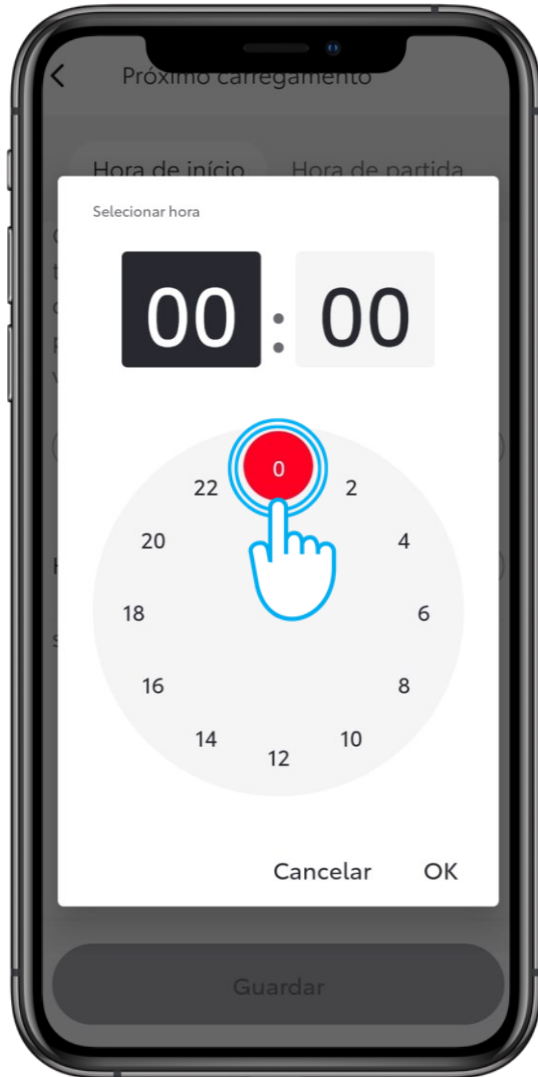 Próximo carregamento
Hora de início Hora de partida
Selecionar hora
00 : 00
0
22 2
20 4
18 6
16 8
14 10
12
Cancelar OK
Guardar